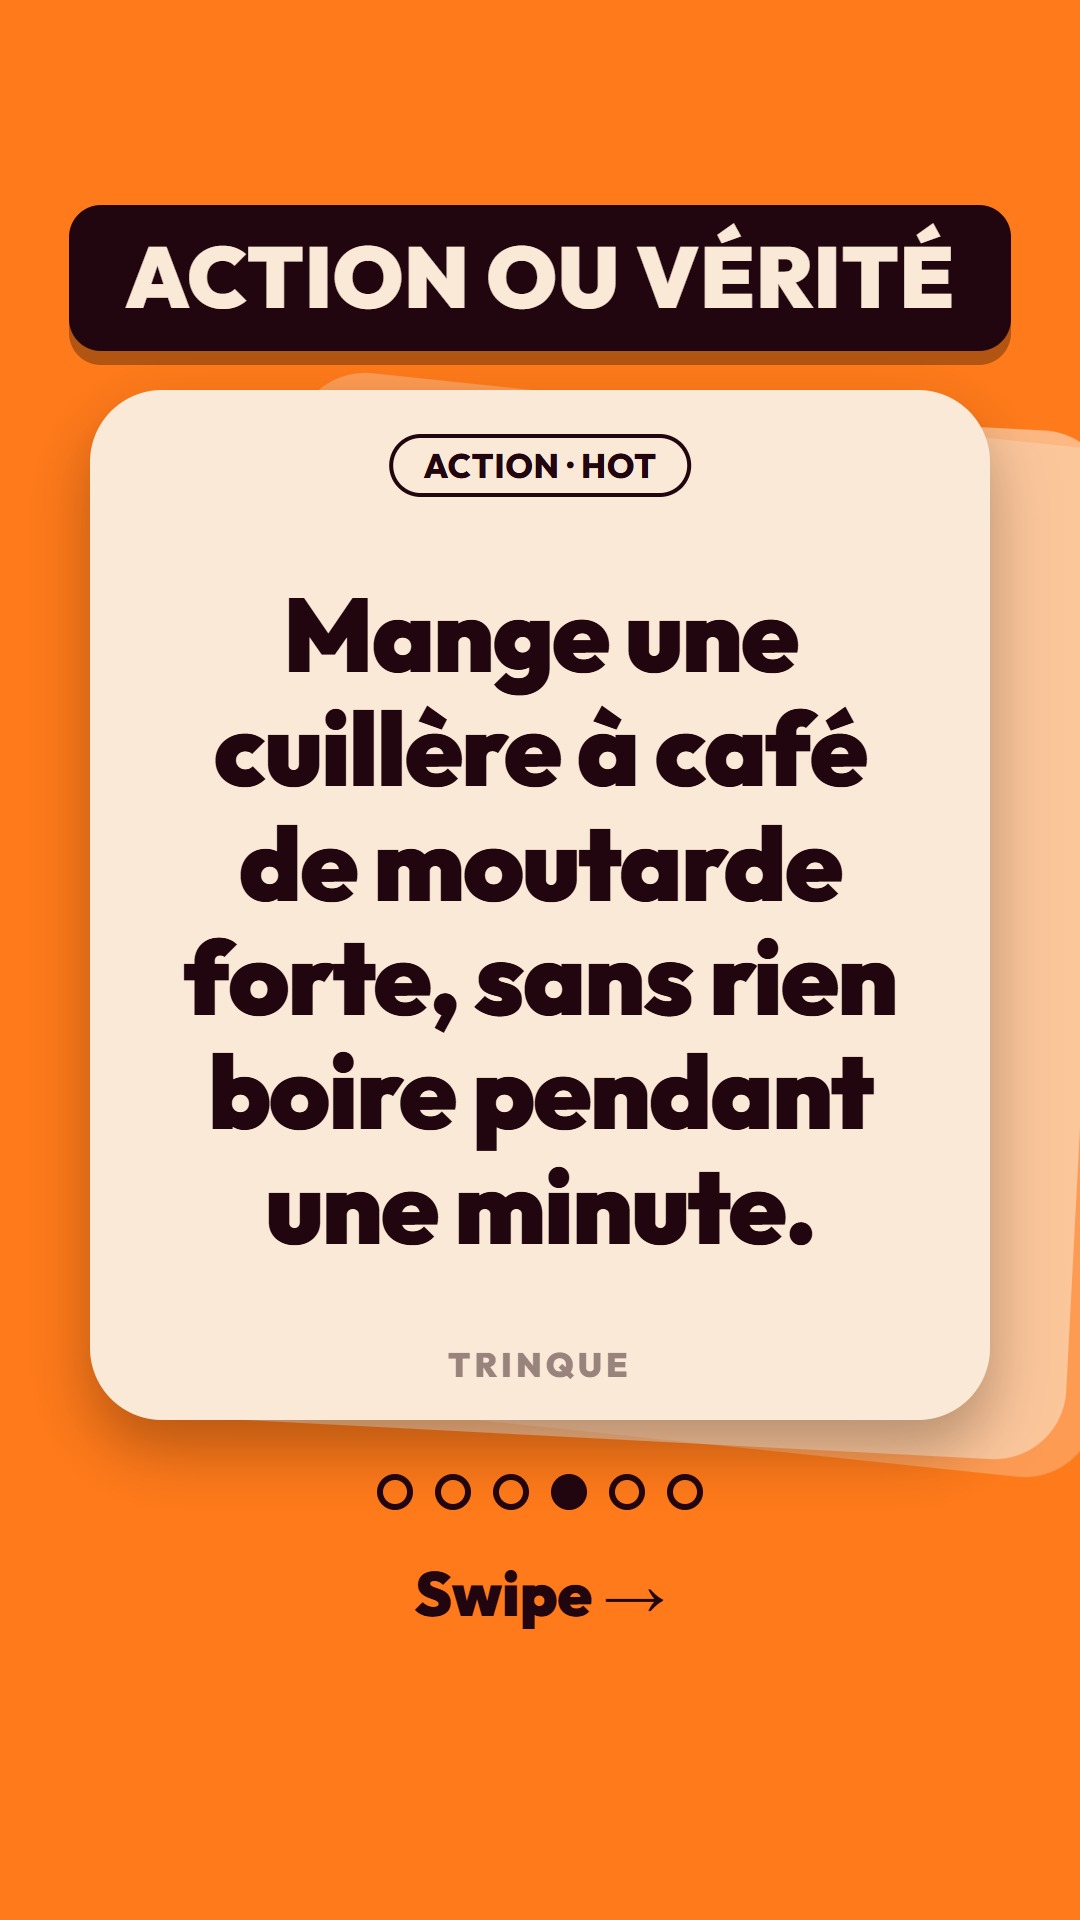 ACTION OU VÉRITÉ
ACTION · HOT
Mange une
cuillère à café
de moutarde
forte, sans rien
boire pendant
une minute.
TRINQUE
Swipe →